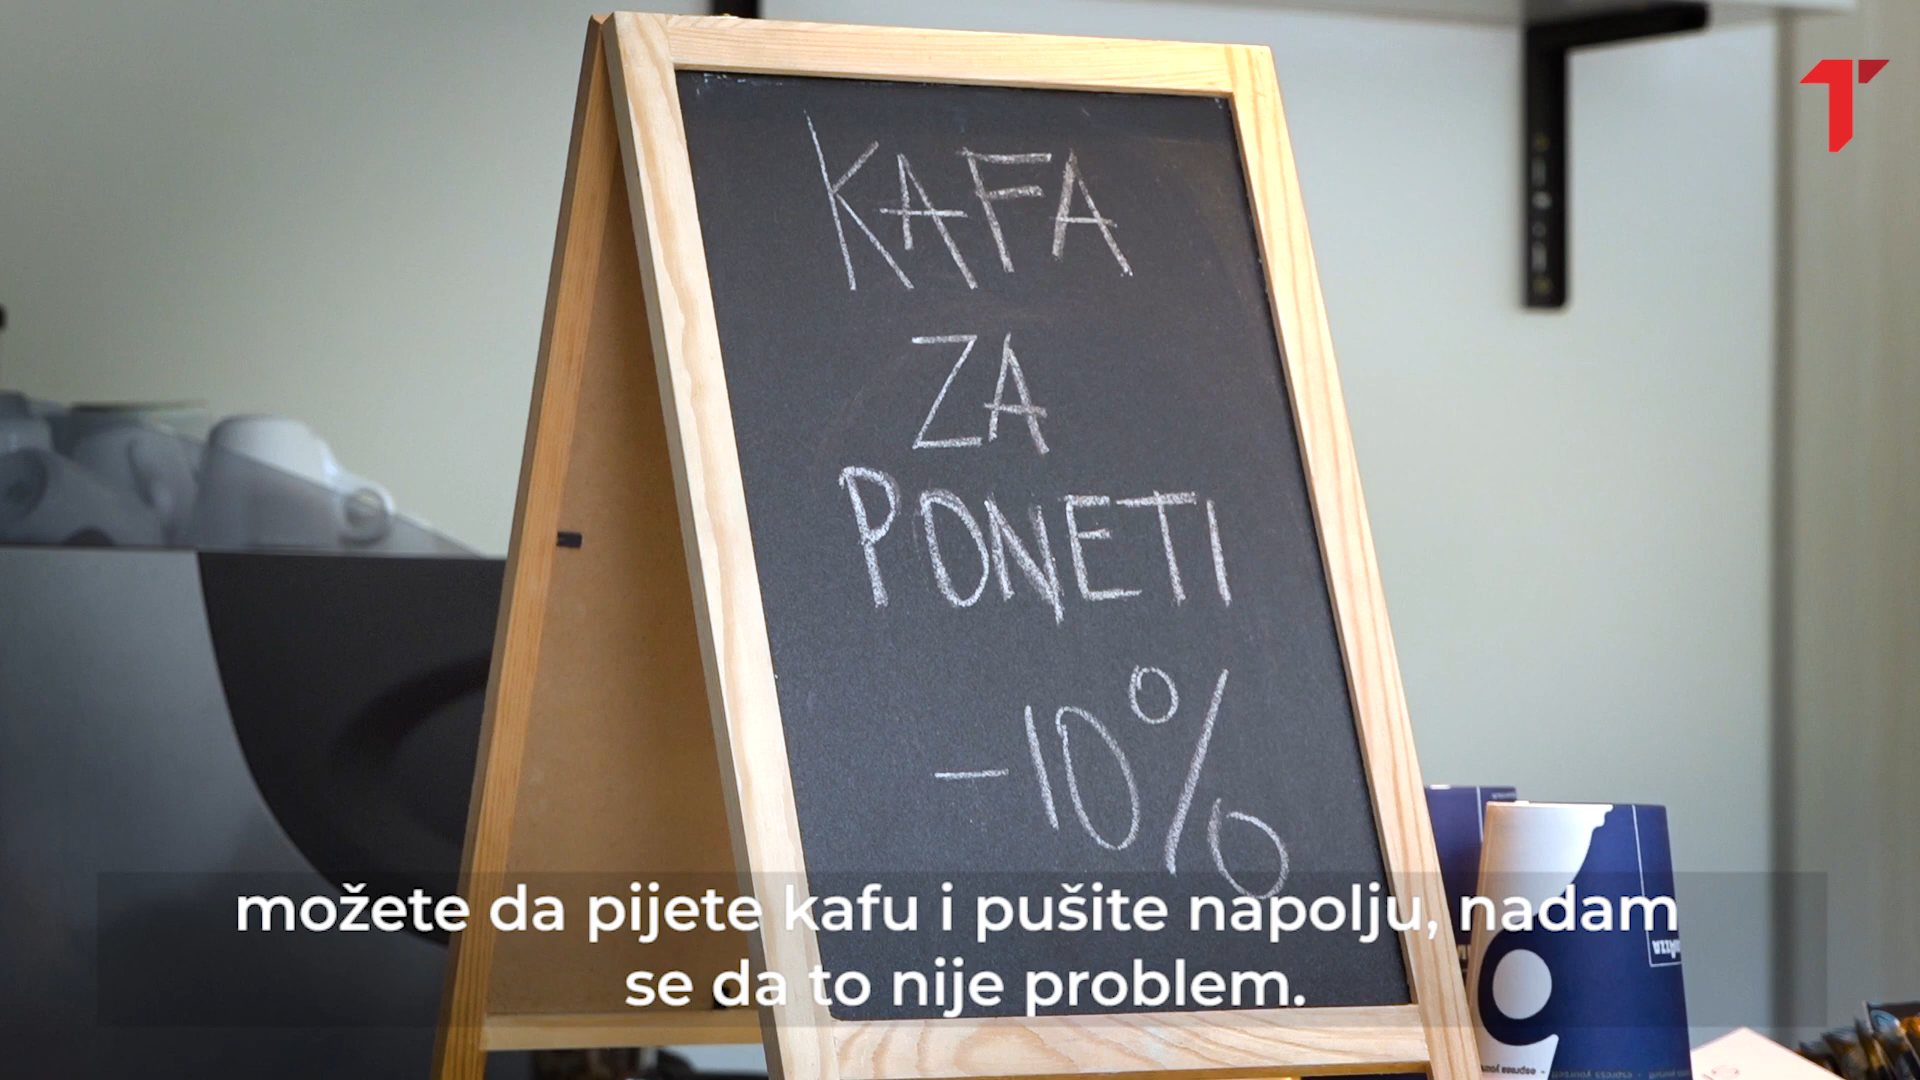 KAFA
ZA
PONETI
-10%
možete da pijete kafu i pušite napolju, nadam
se da to nije problem.